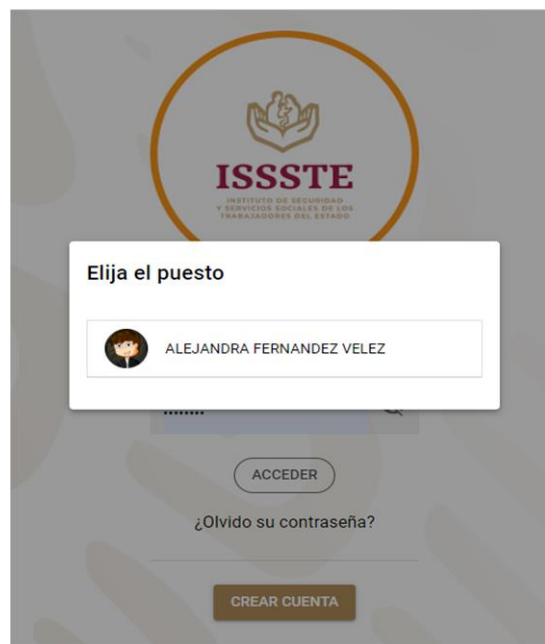 ISSSTE
INSTITUTO DE SEGURIDAD
Y SERVICIOS SOCIALES DE LOS
TRABAJADORES DEL ESTADO
Elija el puesto
ALEJANDRA FERNANDEZ VELEZ
ACCEDER
¿Olvido su contraseña?
CREAR CUENTA